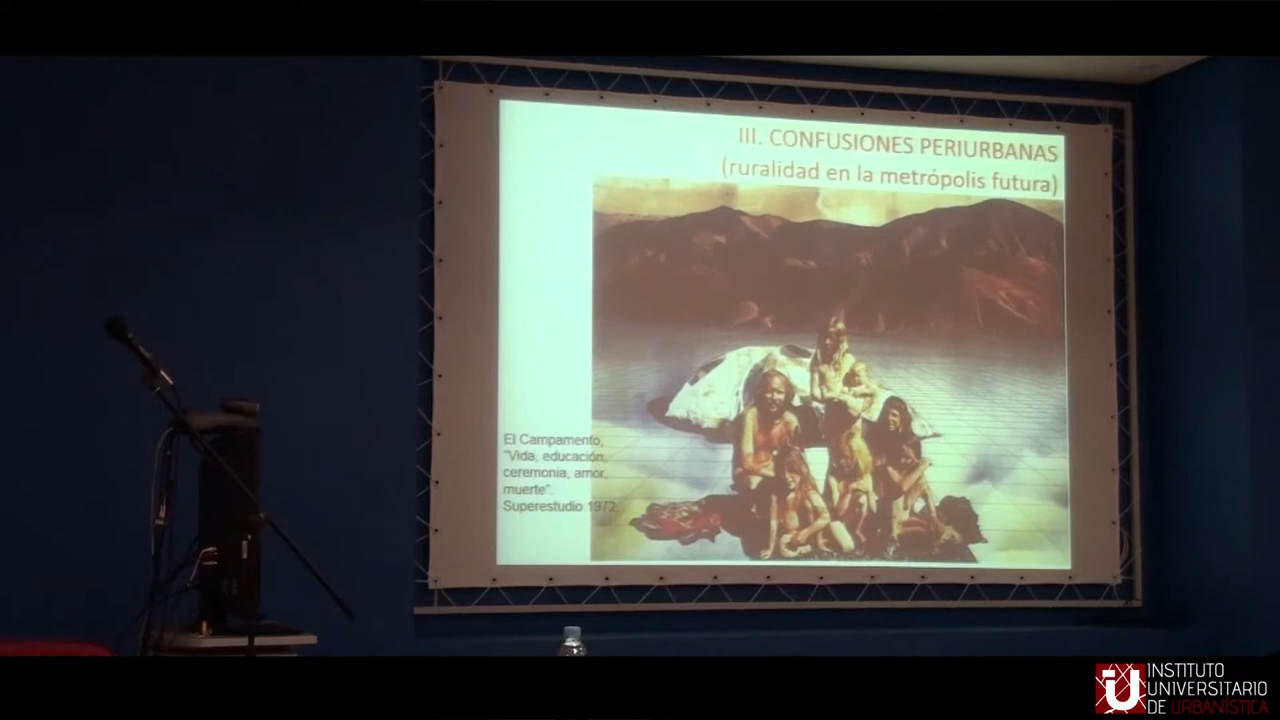 III. CONFUSIONES PERIURBANAS
(ruralidad en la metrópolis futura)
El Campamento,
"Vida, educación,
ceremonia, amor,
muerte".
Superestudio 1972.
INSTITUTO
UNIVERSITARIO
DE URBANÍSTICA